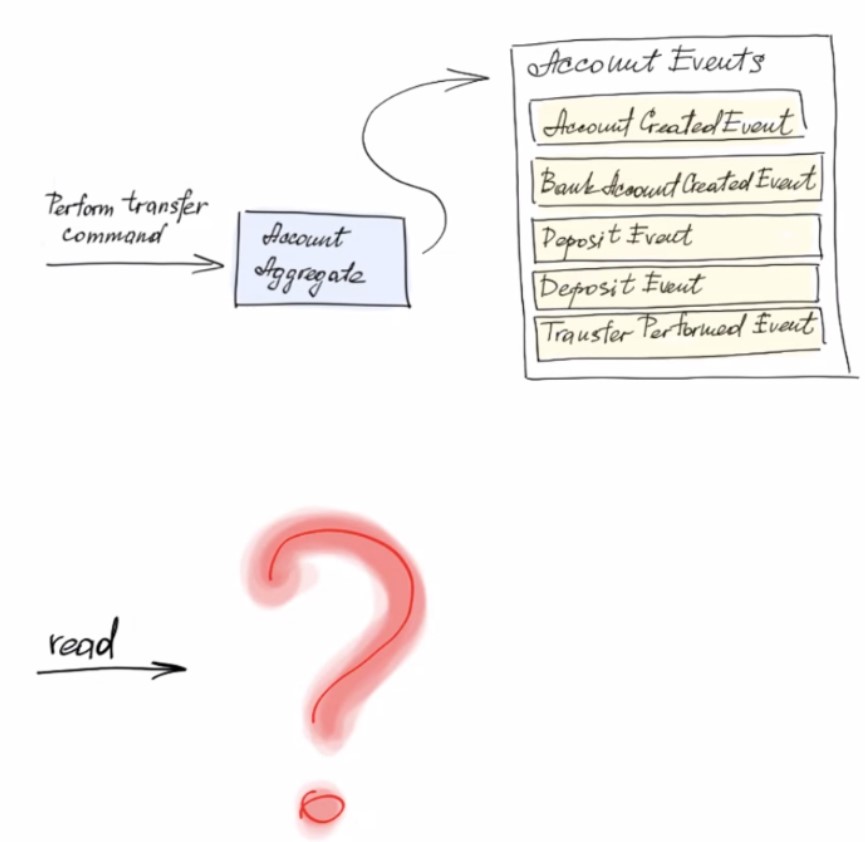 Perform transfer
command
Account
Aggregate
Account Events
Account Created Event
Bank Account Created Event
Deposit Event
Deposit Event
Transfer Performed Event
read
?